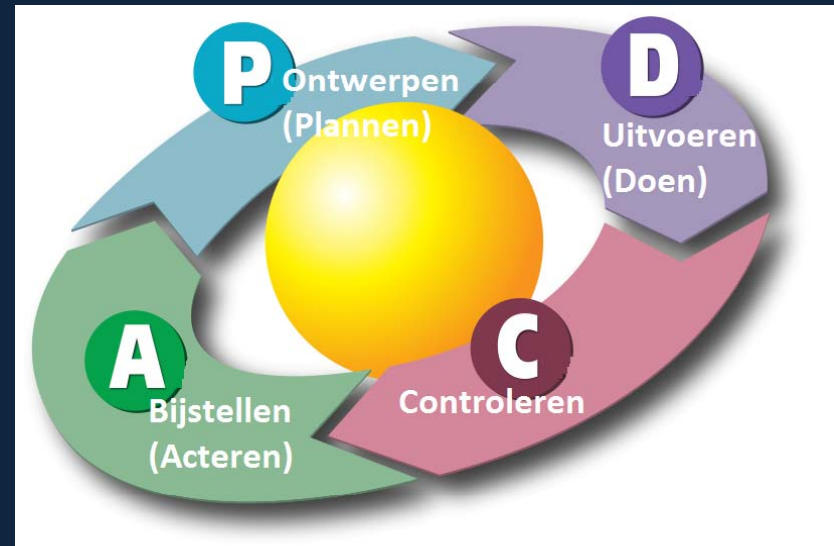 P
Ontwerpen
(Plannen)
D
Uitvoeren
(Doen)
C
Controleren
A
Bijstellen
(Acteren)